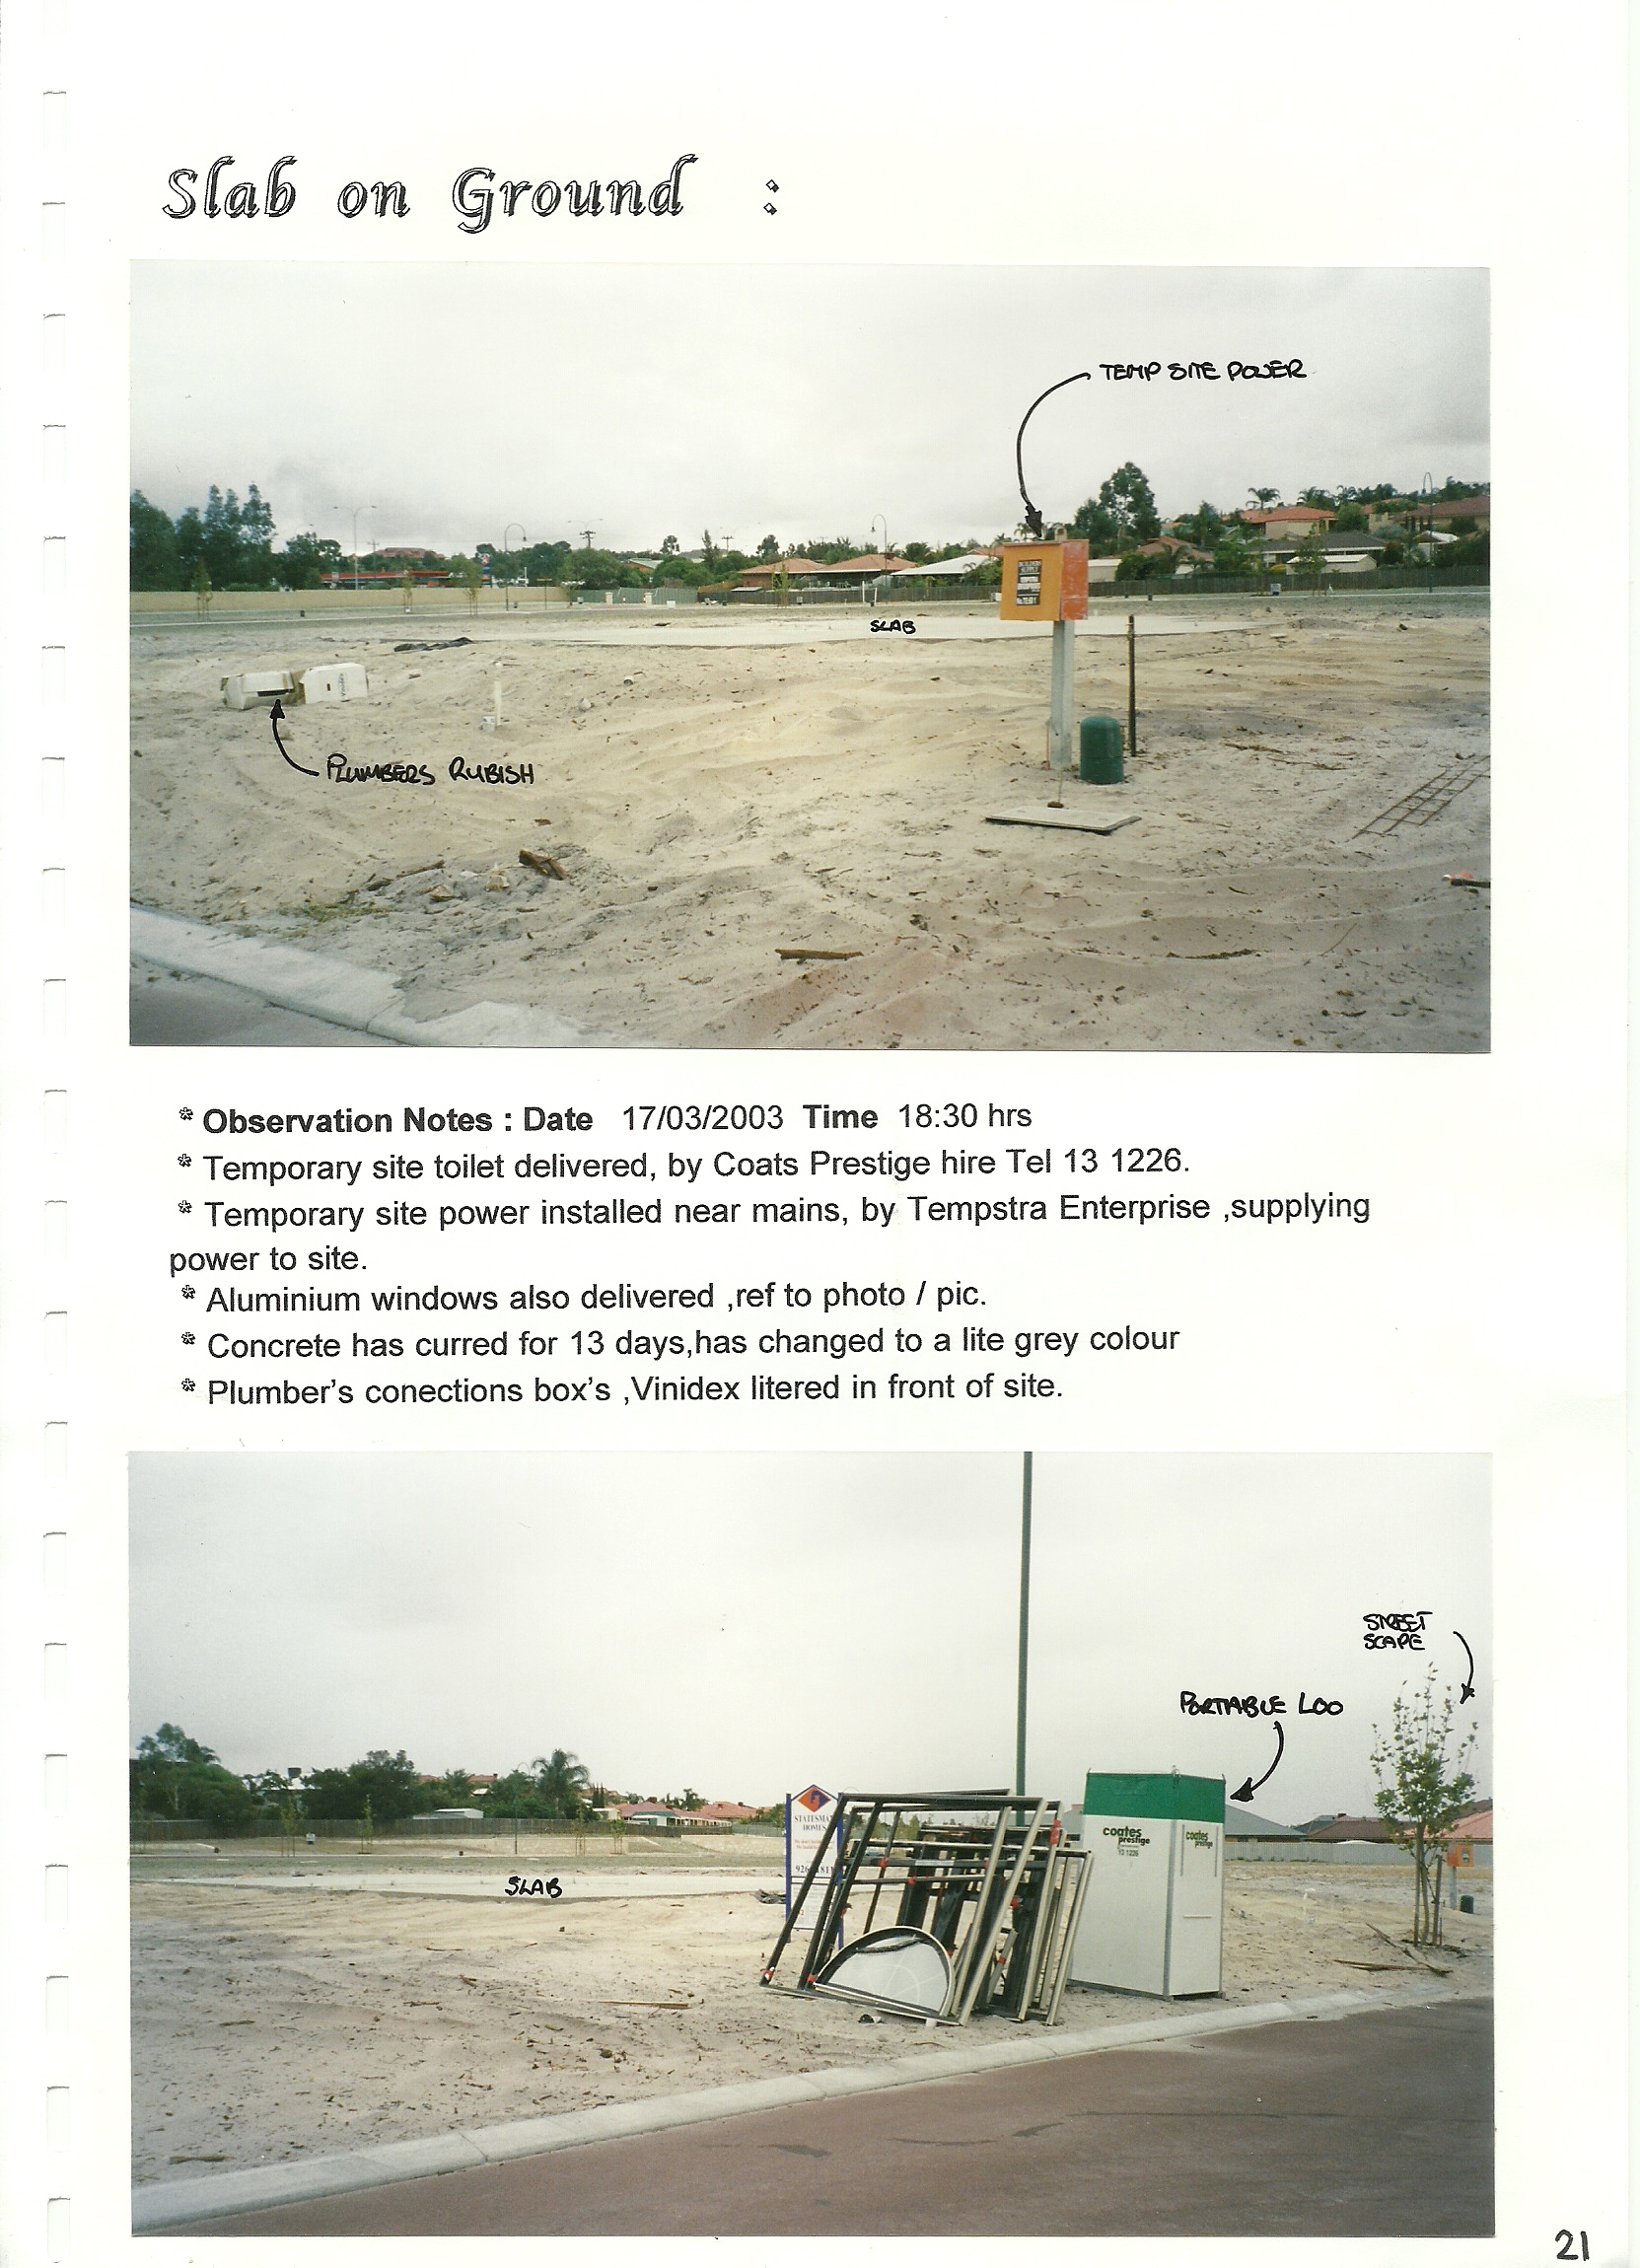 Slab on Ground :
TEMP SITE POWER
SLAB
PLUMBERS RUBISH
* Observation Notes : Date 17/03/2003 Time 18:30 hrs
* Temporary site toilet delivered, by Coats Prestige hire Tel 13 1226.
* Temporary site power installed near mains, by Tempstra Enterprise ,supplying
power to site.
* Aluminium windows also delivered ,ref to photo / pic.
* Concrete has curred for 13 days,has changed to a lite grey colour
* Plumber's conections box's ,Vinidex litered in front of site.
STREET
SCAPE
PORTABLE LOO
STATESMAN
HOMES
coates
prestige
13 1226
coates
prestige
SLAB
21